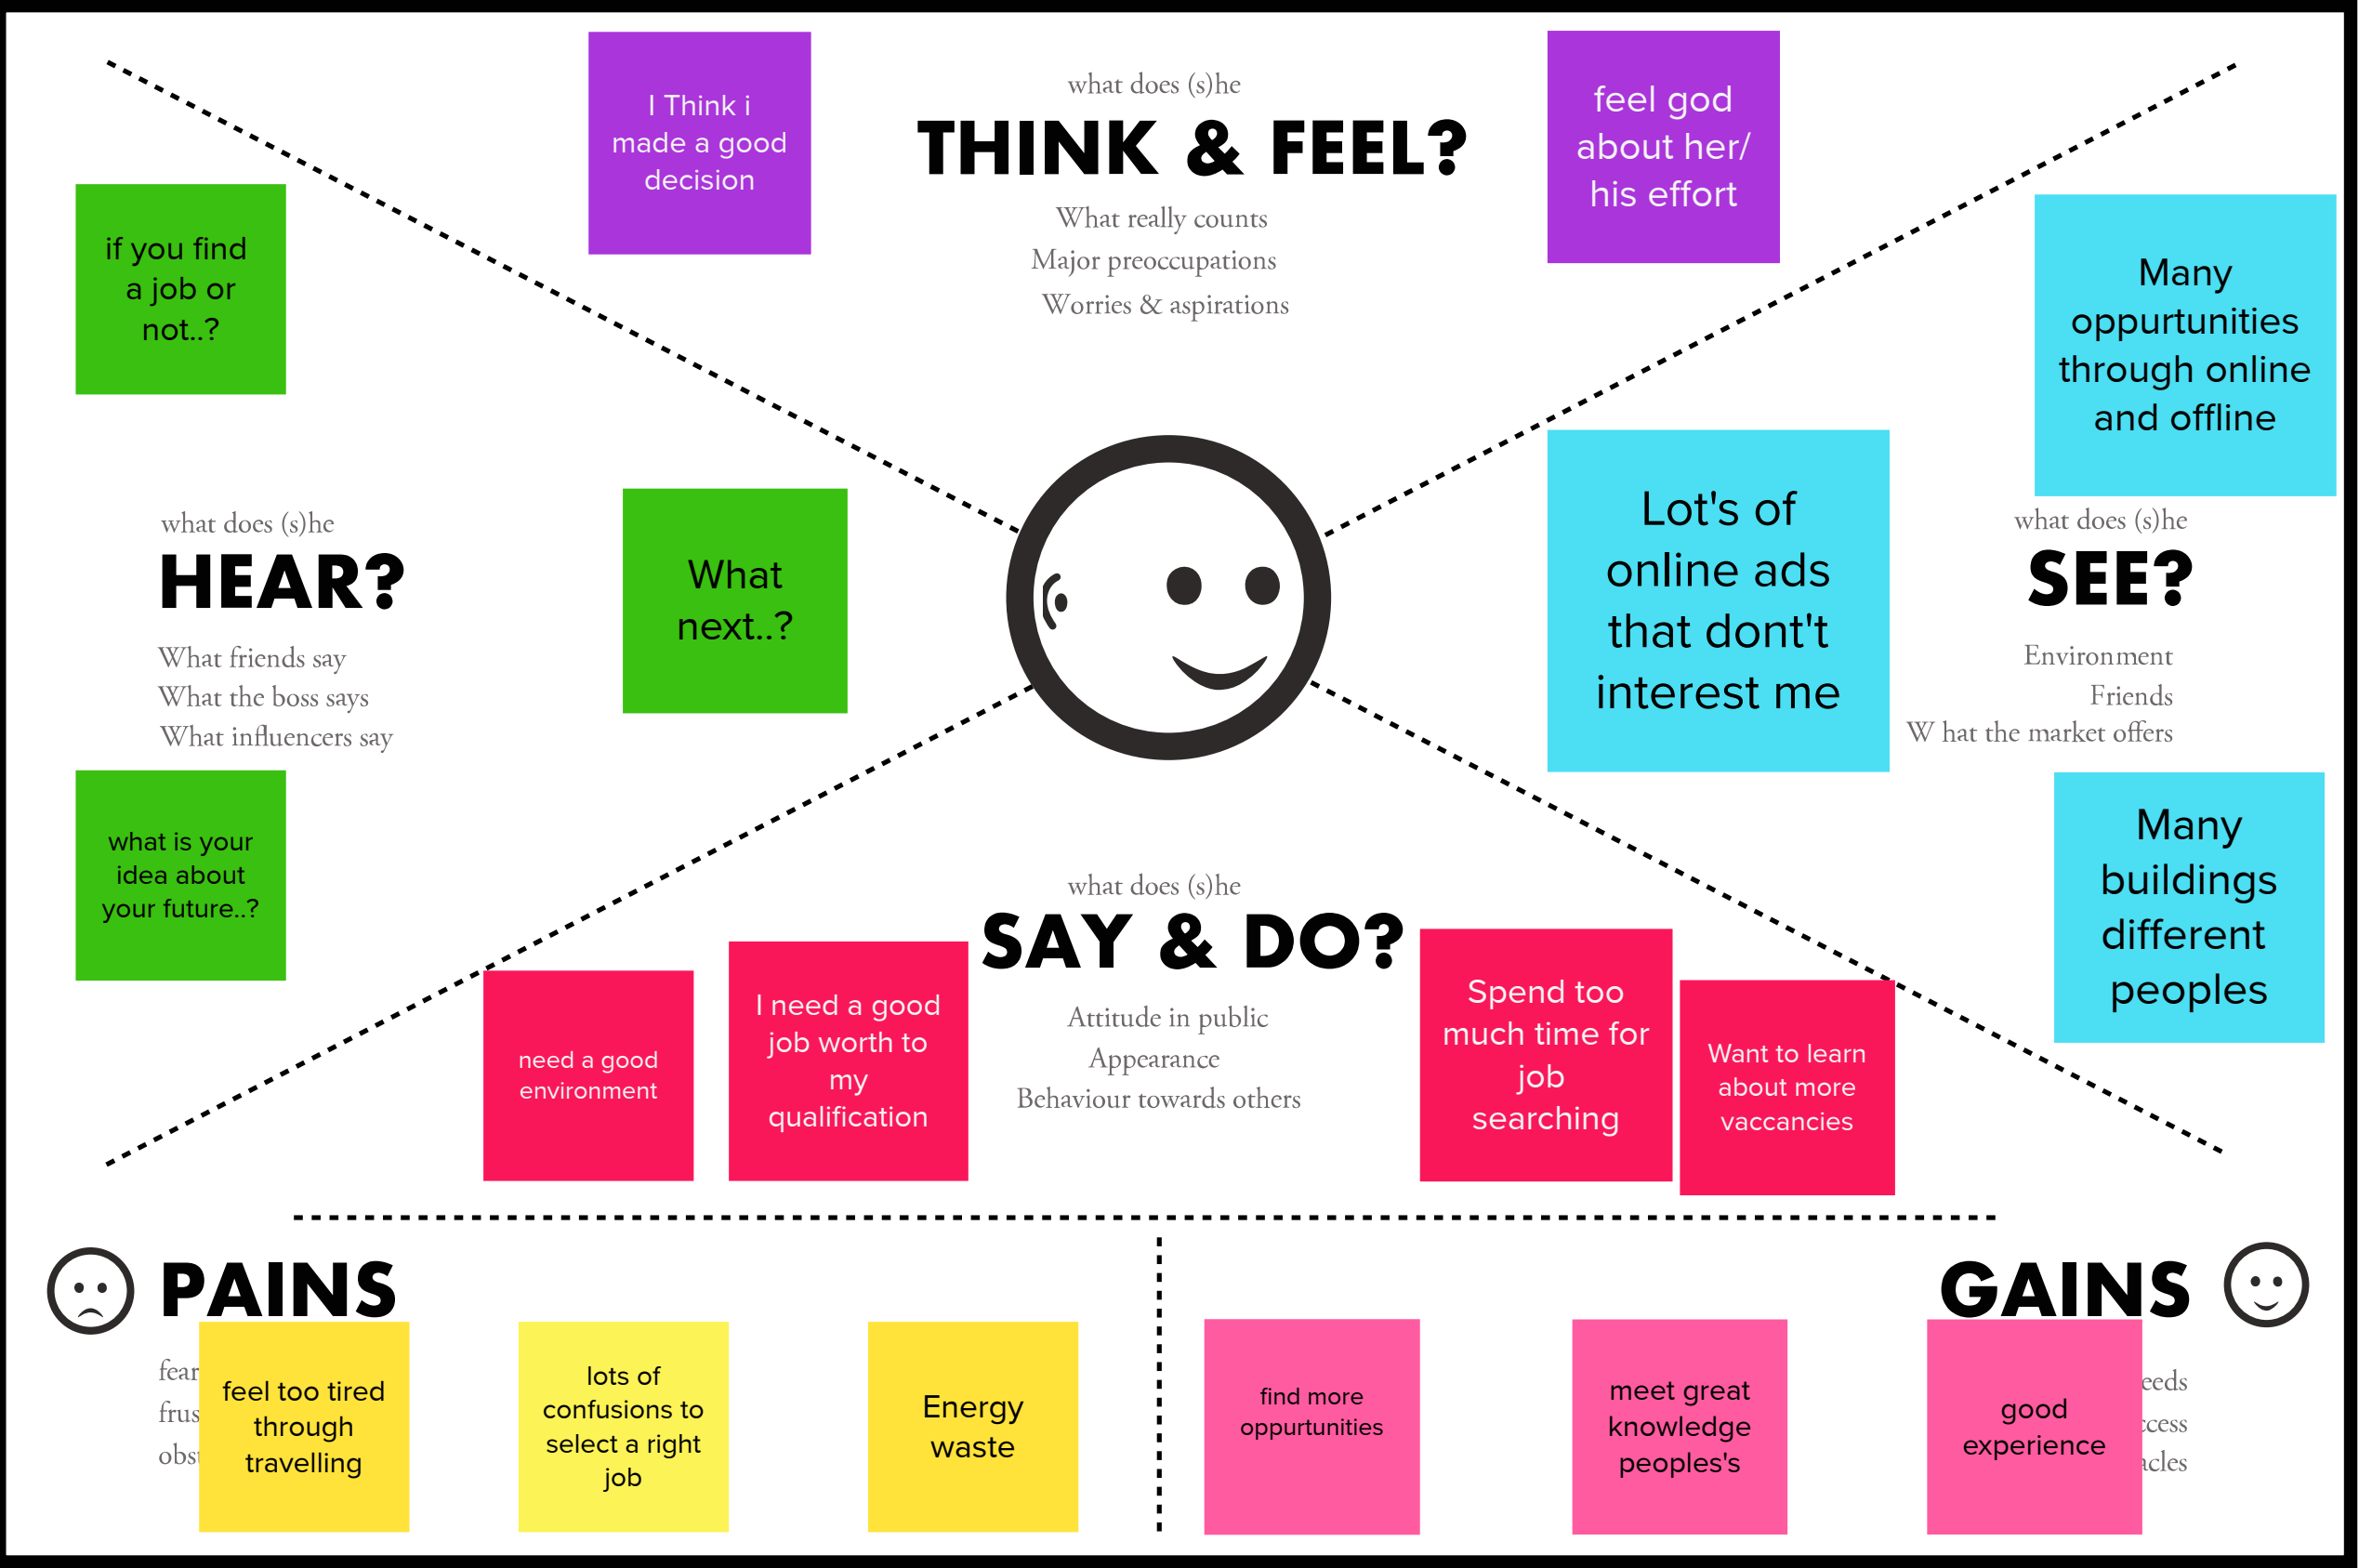 what does (s)he
THINK & FEEL?
What really counts
Major preoccupations
Worries & aspirations
I Think i
made a good
decision
feel god
about her/
his effort
if you find
a job or
not..?
what does (s)he
HEAR?
What friends say
What the boss says
What influencers say
What
next..?
what is your
idea about
your future..?
Many
oppurtunities
through online
and offline
Lot's of
online ads
that dont't
interest me
what does (s)he
SEE?
Environment
Friends
W hat the market offers
Many
buildings
different
peoples
what does (s)he
SAY & DO?
Attitude in public
Appearance
Behaviour towards others
need a good
environment
I need a good
job worth to
my
qualification
Spend too
much time for
job
searching
Want to learn
about more
vaccancies
PAINS
fear
frus
obs
feel too tired
through
travelling
lots of
confusions to
select a right
job
Energy
waste
GAINS
eeds
ccess
acles
find more
oppurtunities
meet great
knowledge
peoples's
good
experience